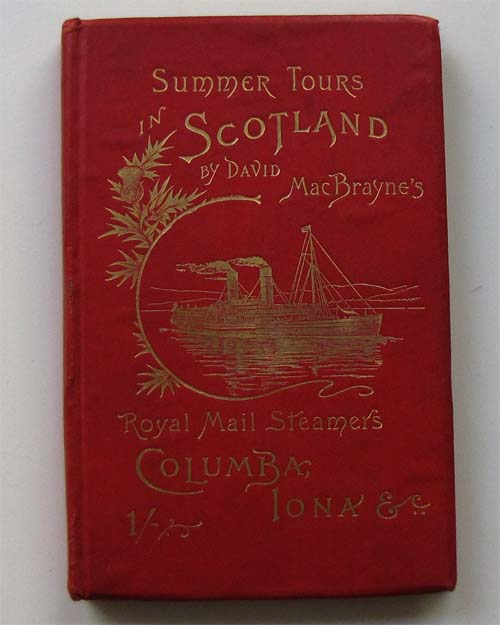 Summer Tours
in Scotland
by David
MacBrayne's
Royal Mail Steamers
Columba,
Iona &c.
1/-